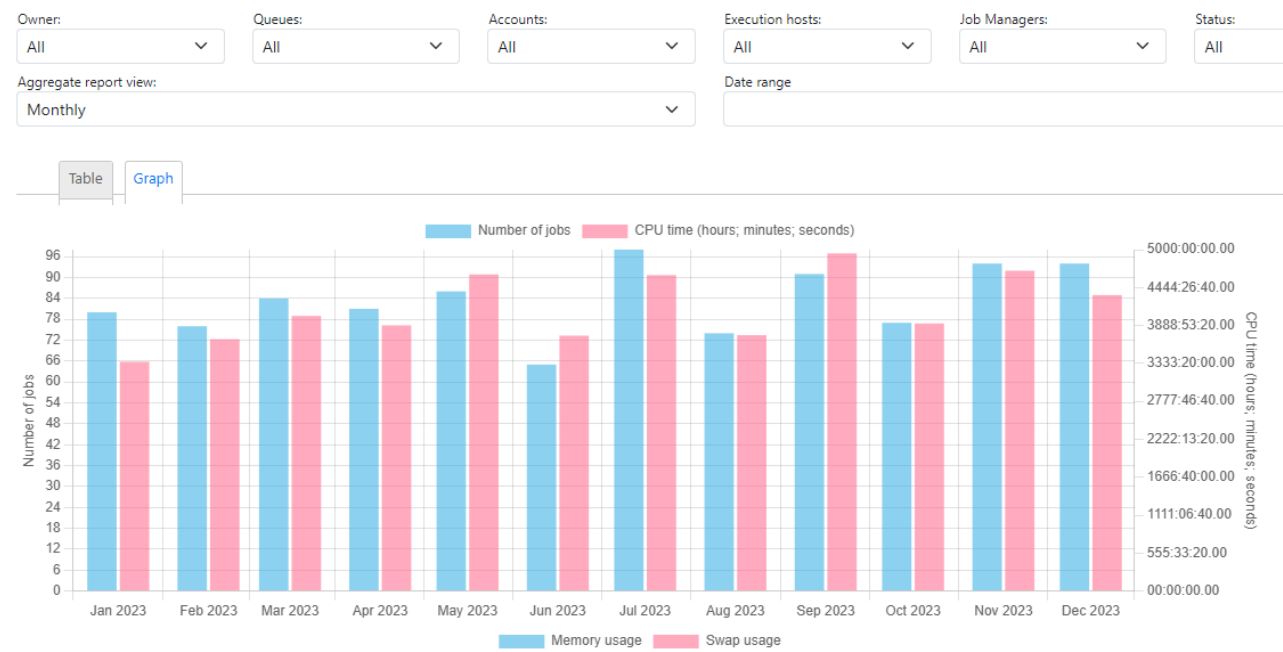 Owner: Queues: Accounts: Execution hosts: Job Managers: Status:
All All All All All All
Aggregate report view: Date range
Monthly
Table Graph
Number of jobs CPU time (hours; minutes; seconds)
96
90
84
78
72
66
60
54
48
42
36
30
24
18
12
6
0
Number of jobs
5000:00:00.00
4444:26:40.00
3888:53:20.00
3333:20:00.00
2777:46:40.00
2222:13:20.00
1666:40:00.00
1111:06:40.00
555:33:20.00
00:00:00.00
CPU time (hours; minutes; seconds)
Jan 2023 Feb 2023 Mar 2023 Apr 2023 May 2023 Jun 2023 Jul 2023 Aug 2023 Sep 2023 Oct 2023 Nov 2023 Dec 2023
Memory usage Swap usage